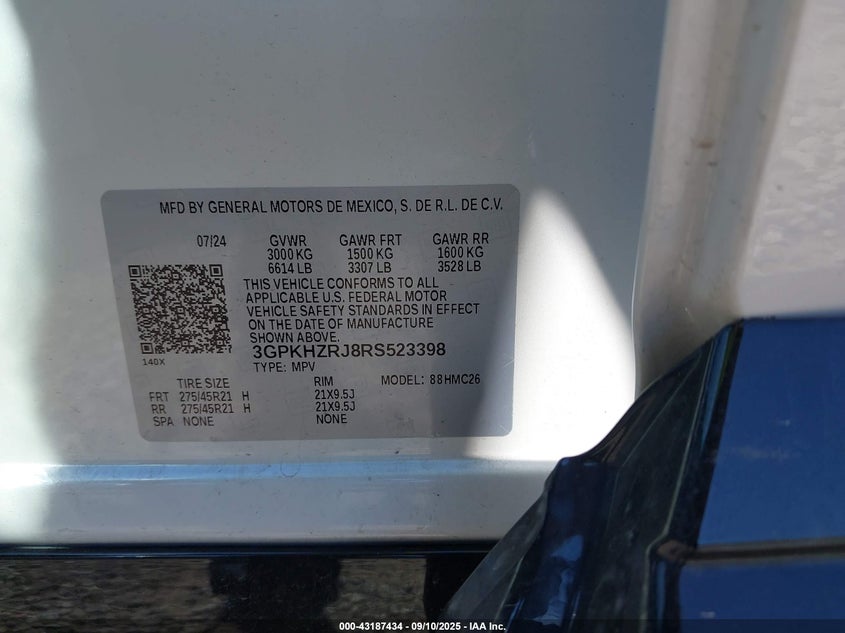 MFD BY GENERAL MOTORS DE MEXICO, S. DE R.L. DE C.V.
07/24 GVWR GAWR FRT GAWR RR
3000 KG 1500 KG 1600 KG
6614 LB 3307 LB 3528 LB
THIS VEHICLE CONFORMS TO ALL
APPLICABLE U.S. FEDERAL MOTOR
VEHICLE SAFETY STANDARDS IN EFFECT
ON THE DATE OF MANUFACTURE
SHOWN ABOVE.
140X
3GPKHZRJ8RS523398
TYPE: MPV
TIRE SIZE RIM MODEL: 88HMC26
FRT 275/45R21 H 21X9.5J
RR 275/45R21 H 21X9.5J
SPA NONE NONE
000-43187434 - 09/10/2025 - IAA Inc.